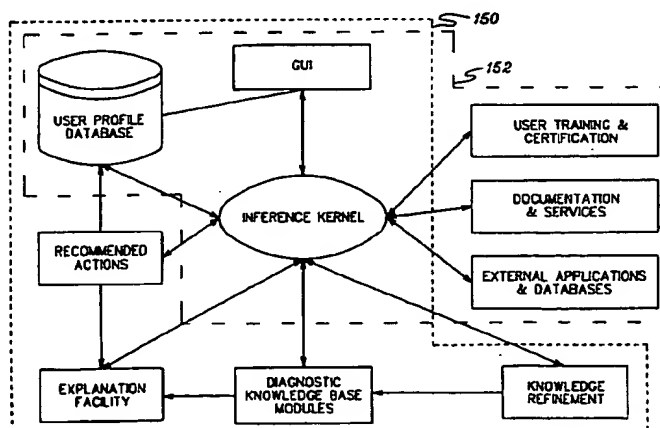 150
152
GUI
USER PROFILE
DATABASE
USER TRAINING &
CERTIFICATION
INFERENCE KERNEL
DOCUMENTATION
& SERVICES
RECOMMENDED
ACTIONS
EXTERNAL APPLICATIONS
& DATABASES
EXPLANATION
FACILITY
DIAGNOSTIC
KNOWLEDGE BASE
MODULES
KNOWLEDGE
REFINEMENT